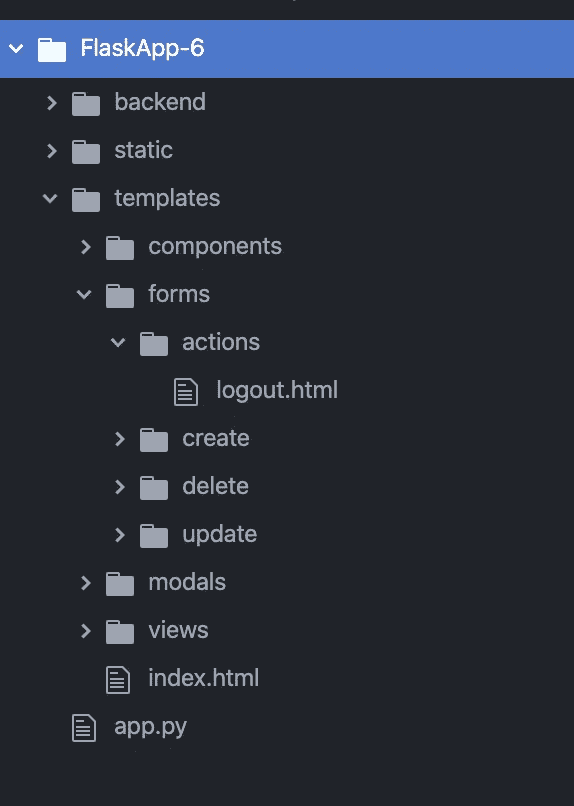 FlaskApp-6
backend
static
templates
components
forms
actions
logout.html
create
delete
update
modals
views
index.html
app.py